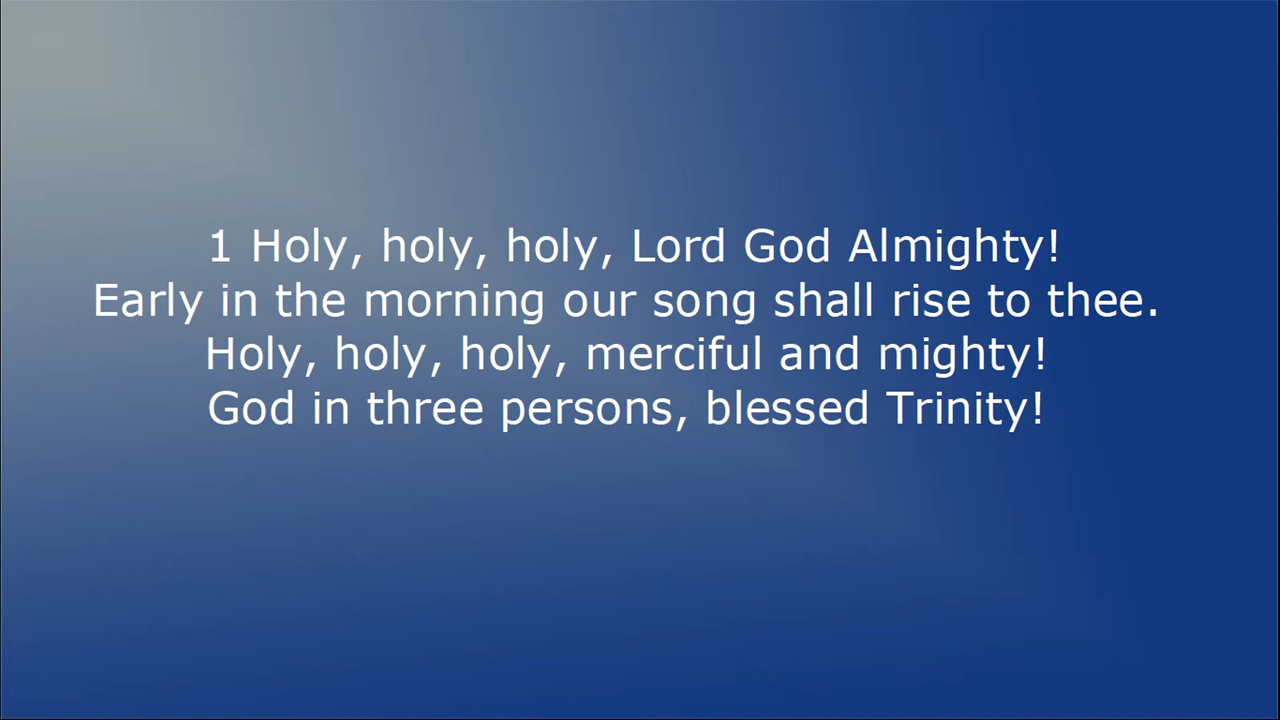 1 Holy, holy, holy, Lord God Almighty!
Early in the morning our song shall rise to thee.
Holy, holy, holy, merciful and mighty!
God in three persons, blessed Trinity!